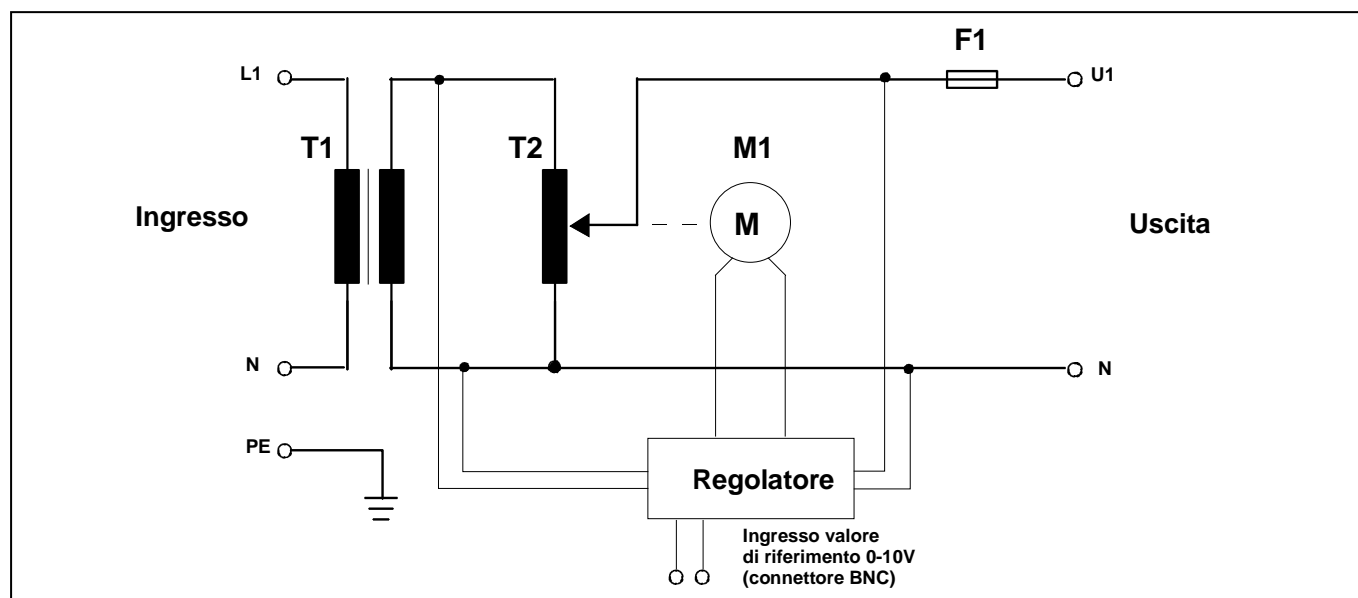 F1
L1
U1
T1
T2
M1
Ingresso
M
Uscita
N
N
PE
Regolatore
Ingresso valore
di riferimento 0-10V
(connettore BNC)